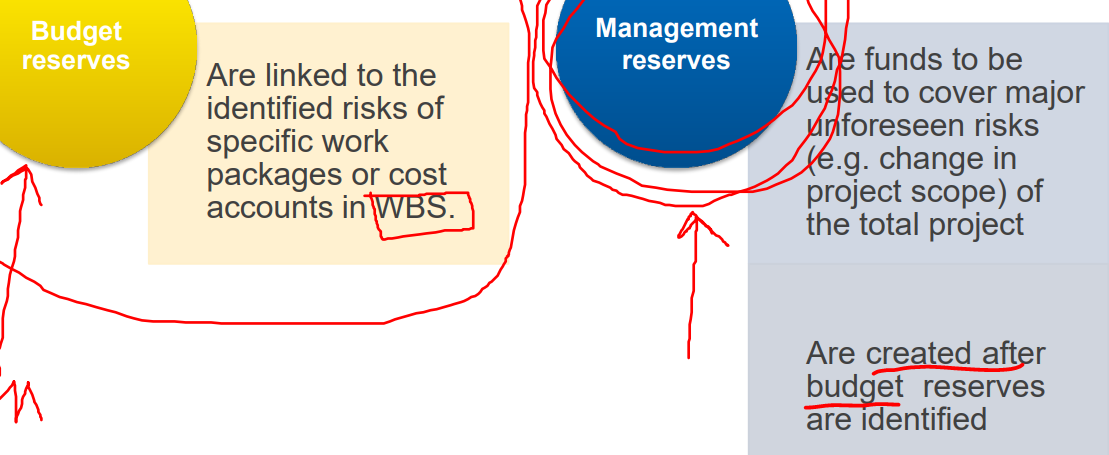 Budget
reserves
Are linked to the
identified risks of
specific work
packages or cost
accounts in WBS.
Management
reserves
Are funds to be
used to cover major
unforeseen risks
(e.g. change in
project scope) of
the total project
Are created after
budget reserves
are identified